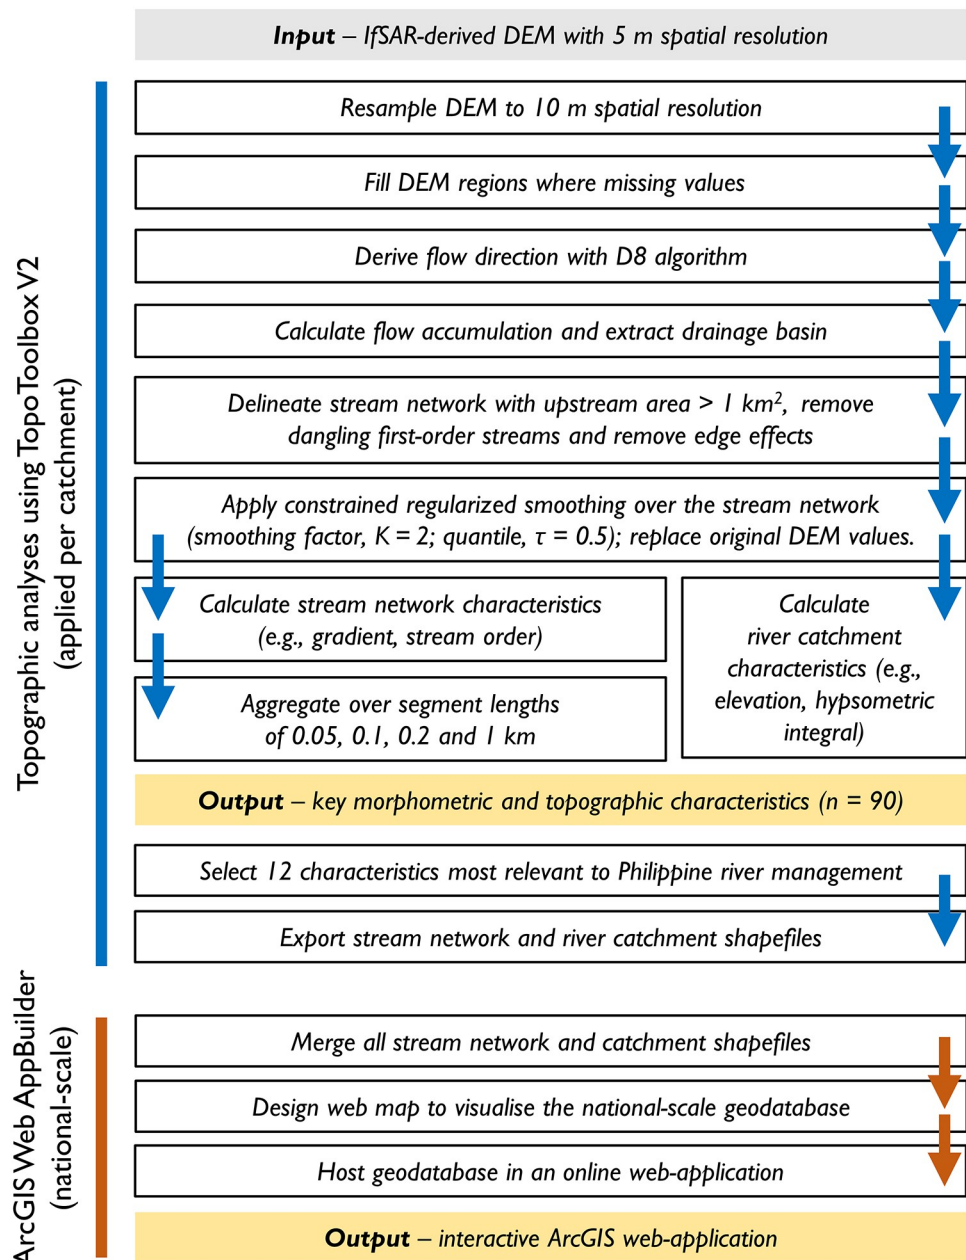 Input – IfSAR-derived DEM with 5 m spatial resolution
Topographic analyses using TopoToolbox V2
(applied per catchment)
Resample DEM to 10 m spatial resolution
Fill DEM regions where missing values
Derive flow direction with D8 algorithm
Calculate flow accumulation and extract drainage basin
Delineate stream network with upstream area > 1 km², remove
dangling first-order streams and remove edge effects
Apply constrained regularized smoothing over the stream network
(smoothing factor, K = 2; quantile, τ = 0.5); replace original DEM values.
Calculate stream network characteristics
(e.g., gradient, stream order)
Aggregate over segment lengths
of 0.05, 0.1, 0.2 and 1 km
Calculate
river catchment
characteristics (e.g.,
elevation, hypsometric
integral)
Output – key morphometric and topographic characteristics (n = 90)
Select 12 characteristics most relevant to Philippine river management
Export stream network and river catchment shapefiles
ArcGIS Web AppBuilder
(national-scale)
Merge all stream network and catchment shapefiles
Design web map to visualise the national-scale geodatabase
Host geodatabase in an online web-application
Output – interactive ArcGIS web-application